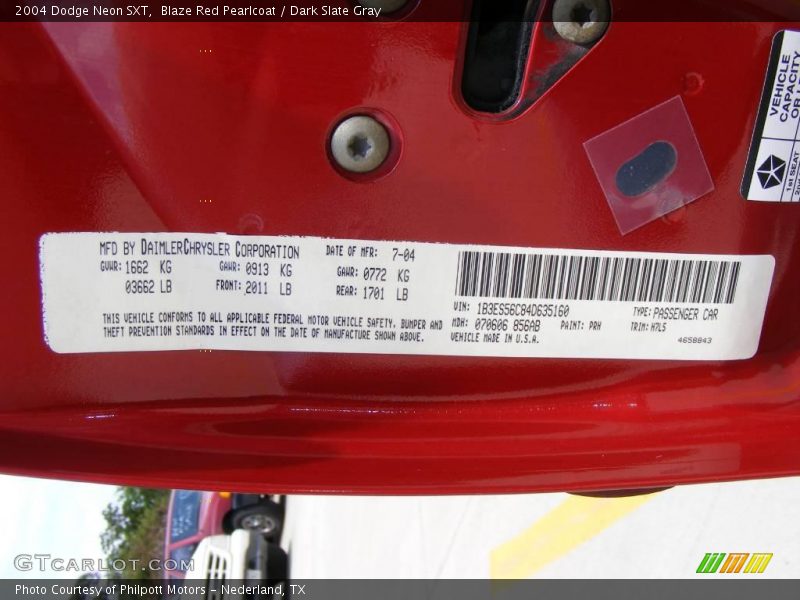 2004 Dodge Neon SXT,  Blaze Red Pearlcoat / Dark Slate Gray
VEHICLE
CAPACITY
1st SEAT
MFD BY DAIMLERCHRYSLER CORPORATION
DATE OF MFR: 7-04
GVWR: 1662 KG
GAWR: 0913 KG
GAWR: 0772 KG
03662 LB
FRONT: 2011 LB
REAR: 1701 LB
THIS VEHICLE CONFORMS TO ALL APPLICABLE FEDERAL MOTOR VEHICLE SAFETY, BUMPER AND
THEFT PREVENTION STANDARDS IN EFFECT ON THE DATE OF MANUFACTURE SHOWN ABOVE.
VIN: 1B3ES56C84D635160
TYPE: PASSENGER CAR
MDH: 070606 856AB
PAINT: PRH
TRIM: H7L5
VEHICLE MADE IN U.S.A.
4658843
GTCARLOT.COM
Photo Courtesy of Philpott Motors - Nederland, TX